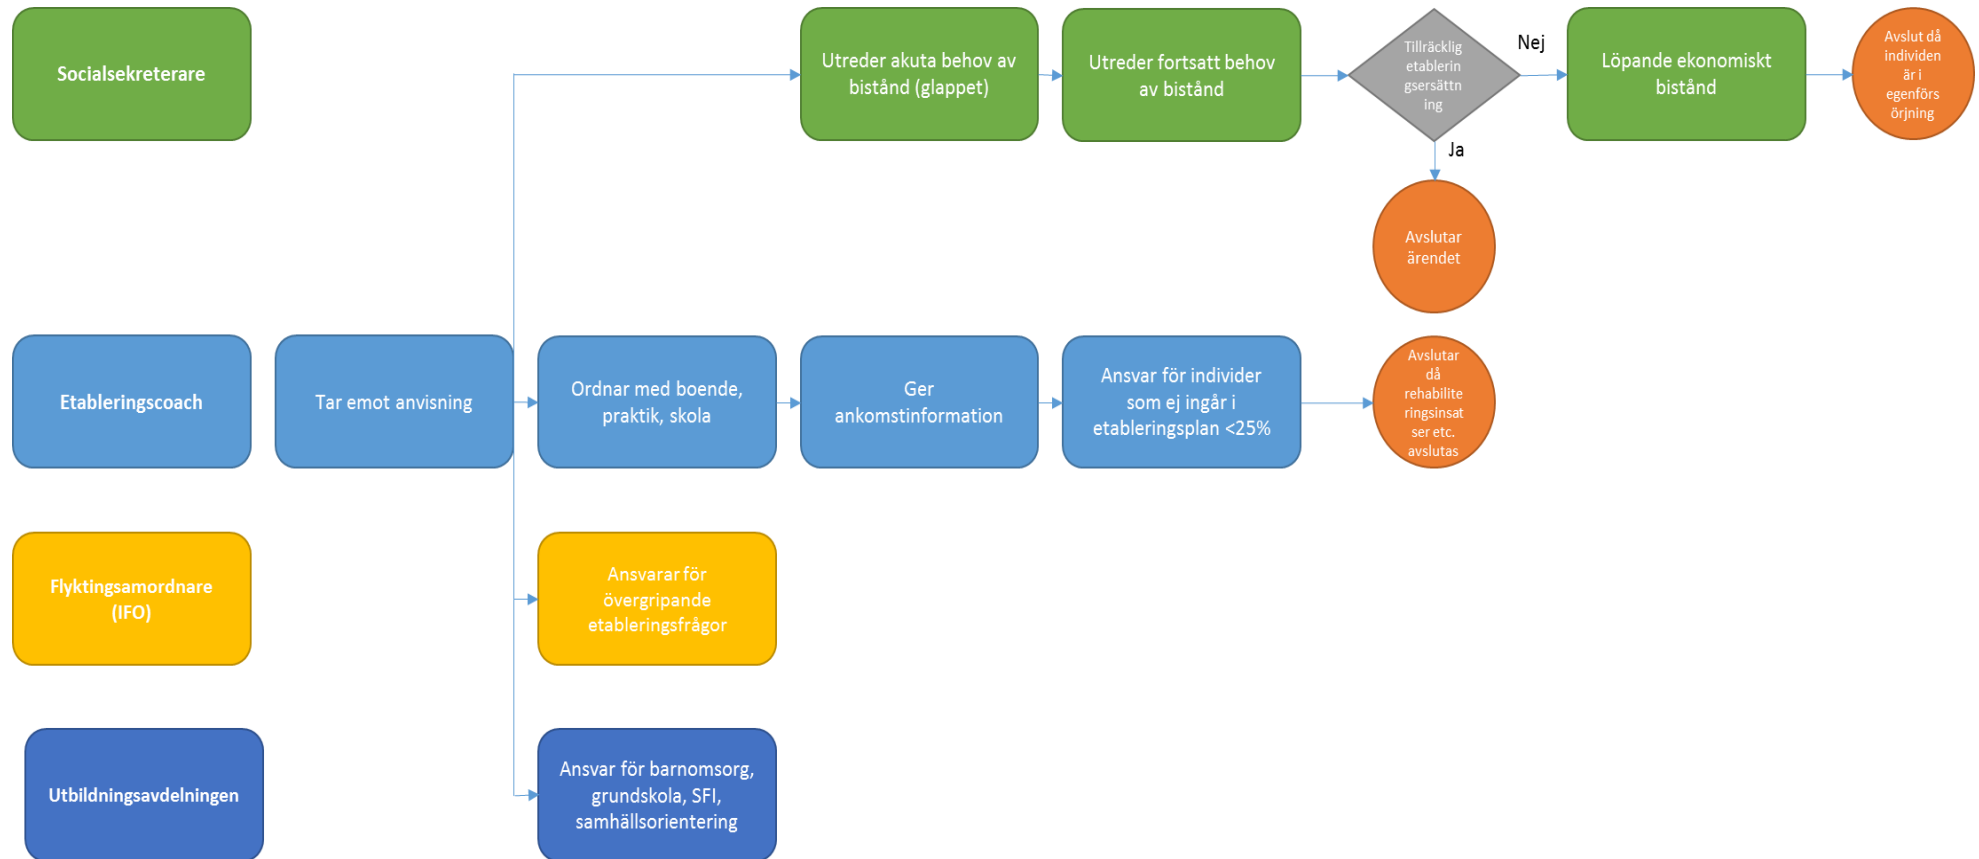 Socialsekreterare
Utreder akuta behov av
bistånd (glappet)
Utreder fortsatt behov
av bistånd
Tillräcklig
etablerin
gsersättn
ing
Nej
Ja
Löpande ekonomiskt
bistånd
Avslut då
individen
är i
egenförs
örjning
Avslutar
ärendet
Etableringscoach
Tar emot anvisning
Ordnar med boende,
praktik, skola
Ger
ankomstinformation
Ansvar för individer
som ej ingår i
etableringsplan <25%
Avslutar
då
rehabilite
ringsinsat
ser etc.
avslutas
Flyktingsamordnare
(IFO)
Ansvarar för
övergripande
etableringsfrågor
Utbildningsavdelningen
Ansvar för barnomsorg,
grundskola, SFI,
samhällsorientering